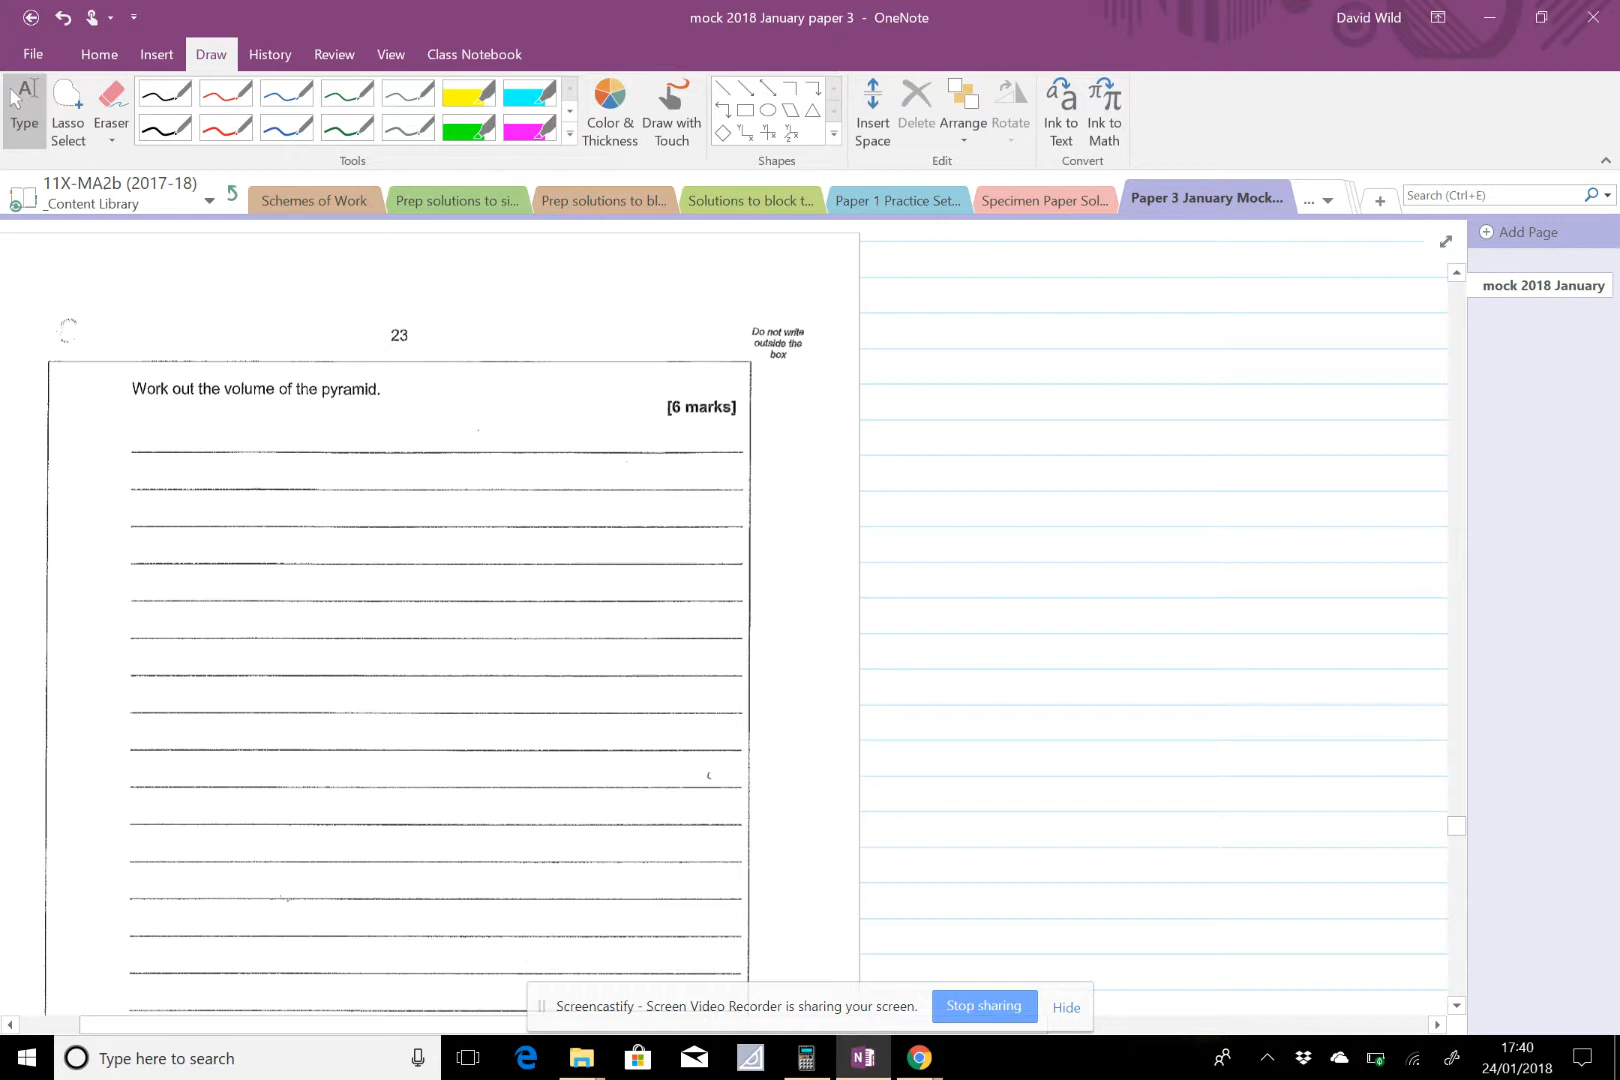 mock 2018 January paper 3 - OneNote
David Wild
File Home Insert Draw History Review View Class Notebook
Type
Lasso Select
Eraser
Color & Thickness
Draw with Touch
Insert Space
Delete
Arrange
Rotate
Ink to Text
Ink to Math
Tools
Shapes
Edit
Convert
11X-MA2b (2017-18)
_Content Library
Schemes of Work
Prep solutions to si...
Prep solutions to bl...
Solutions to block t...
Paper 1 Practice Set...
Specimen Paper Sol...
Paper 3 January Mock...
...
Search (Ctrl+E)
Add Page
mock 2018 January
23
Do not write
outside the
box
Work out the volume of the pyramid.
[6 marks]
Screencastify - Screen Video Recorder is sharing your screen.
Stop sharing
Hide
Type here to search
17:40
24/01/2018